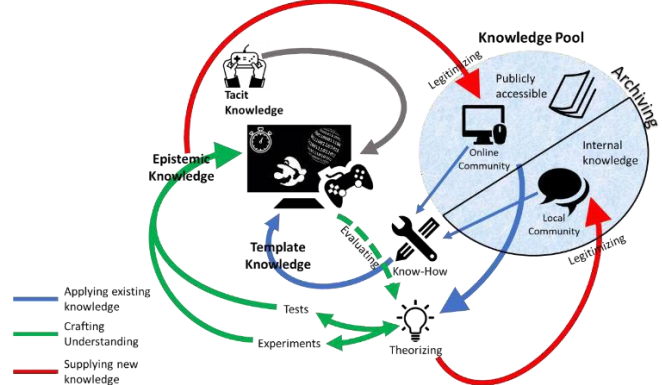 Knowledge Pool
Legitimizing
Publicly
accessible
Archiving
Tacit
Knowledge
Online
Community
Internal
knowledge
Epistemic
Knowledge
Local
Community
Evaluating
Template
Knowledge
Know-How
Legitimizing
Applying existing
knowledge
Tests
Crafting
Understanding
Experiments
Theorizing
Supplying new
knowledge